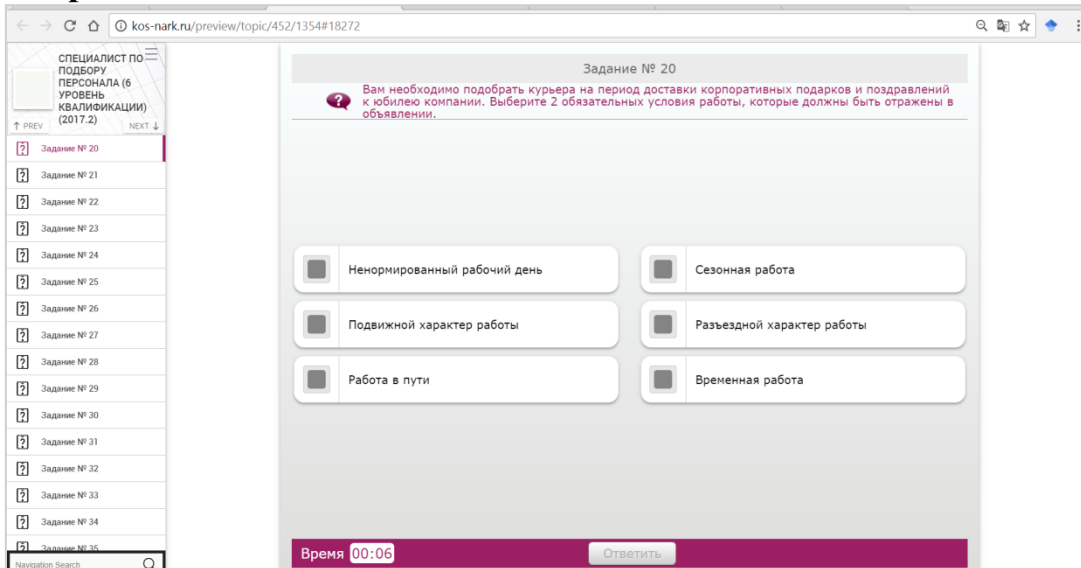 kos-nark.ru/preview/topic/452/1354#18272
СПЕЦИАЛИСТ ПО
ПОДБОРУ
ПЕРСОНАЛА (6
УРОВЕНЬ
КВАЛИФИКАЦИИ)
(2017.2)
↑ PREV
NEXT ↓
Задание № 20
Задание № 21
Задание № 22
Задание № 23
Задание № 24
Задание № 25
Задание № 26
Задание № 27
Задание № 28
Задание № 29
Задание № 30
Задание № 31
Задание № 32
Задание № 33
Задание № 34
Задание № 35
Navigation Search
Задание № 20
Вам необходимо подобрать курьера на период доставки корпоративных подарков и поздравлений
к юбилею компании. Выберите 2 обязательных условия работы, которые должны быть отражены в
объявлении.
Ненормированный рабочий день
Сезонная работа
Подвижной характер работы
Разъездной характер работы
Работа в пути
Временная работа
Время 00:06
Ответить